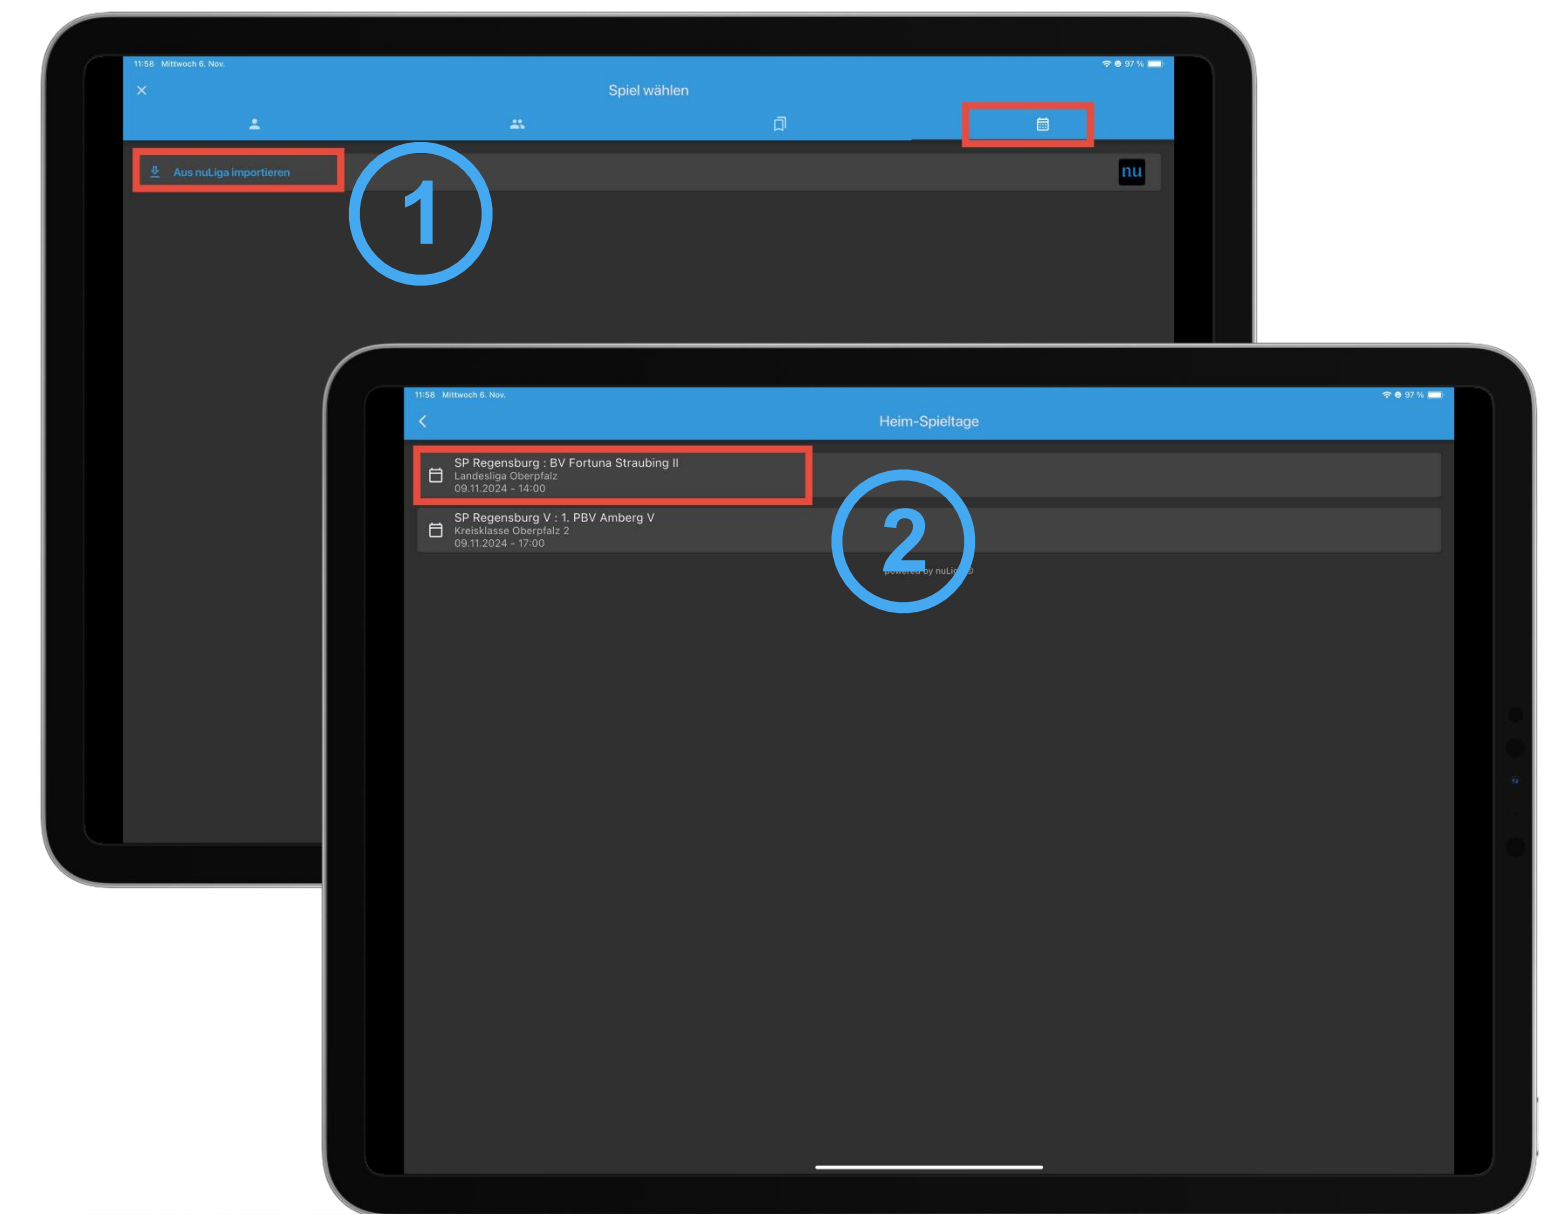 11:58 Mittwoch 6. Nov.
97 %
Spiel wählen
Aus nuLiga importieren
nu
1
11:58 Mittwoch 6. Nov.
97 %
Heim-Spieltage
SP Regensburg : BV Fortuna Straubing II
Landesliga Oberpfalz
09.11.2024 - 14:00
SP Regensburg V : 1. PBV Amberg V
Kreisklasse Oberpfalz 2
09.11.2024 - 17:00
2
by